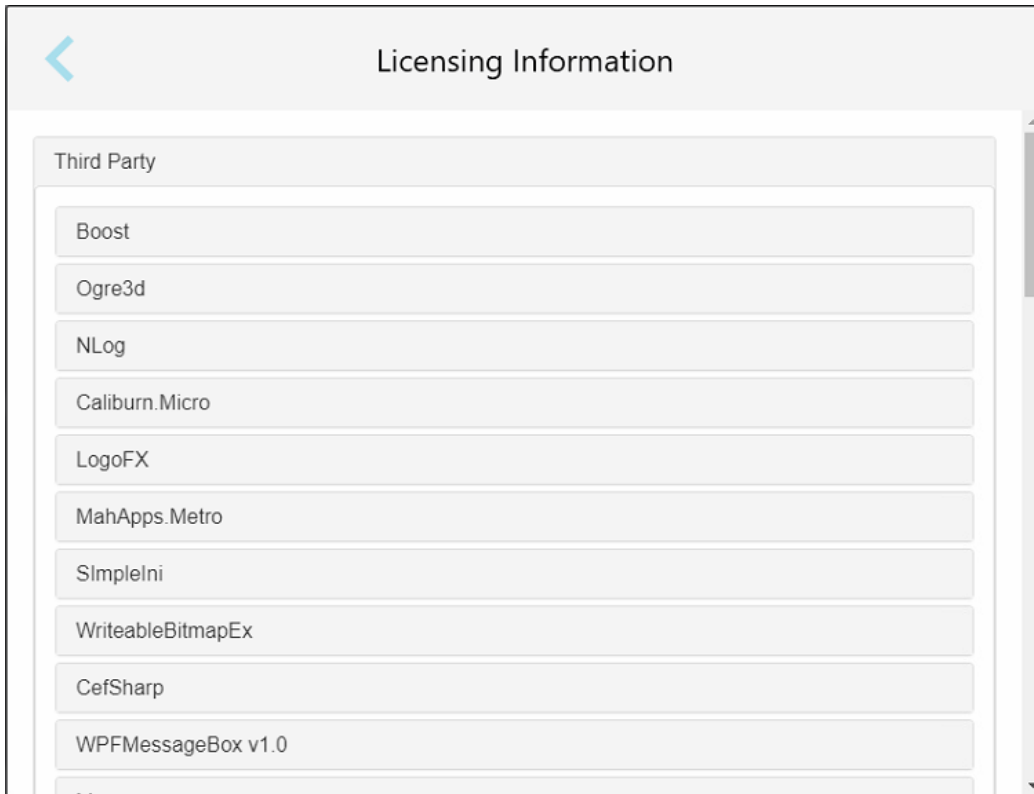 Licensing Information
Third Party
Boost
Ogre3d
NLog
Caliburn.Micro
LogoFX
MahApps.Metro
SImpleIni
WriteableBitmapEx
CefSharp
WPFMessageBox v1.0